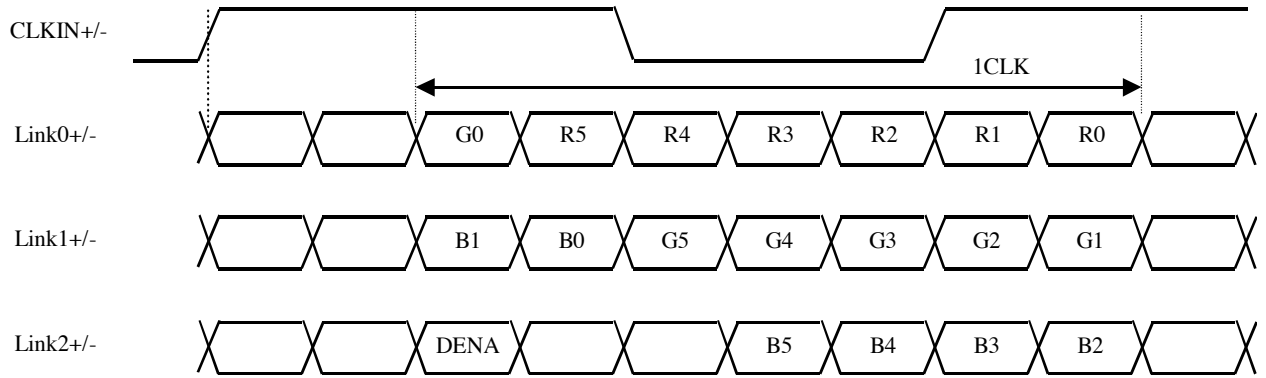 CLKIN+/-
1CLK
Link0+/- G0 R5 R4 R3 R2 R1 R0
Link1+/- B1 B0 G5 G4 G3 G2 G1
Link2+/- DENA B5 B4 B3 B2